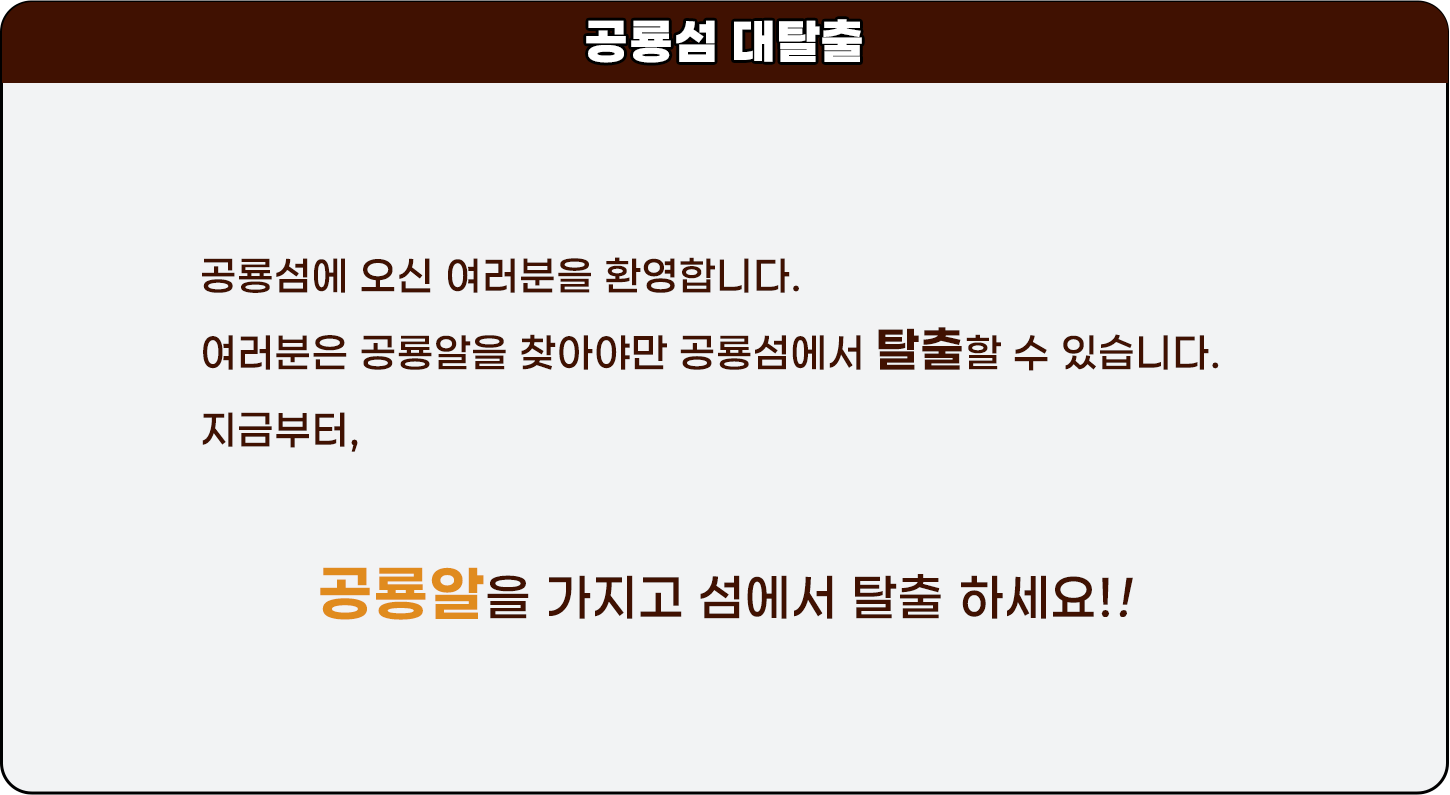 공룡섬 대탈출
공룡섬에 오신 여러분을 환영합니다.
여러분은 공룡알을 찾아야만 공룡섬에서 탈출할 수 있습니다.
지금부터,
공룡알을 가지고 섬에서 탈출 하세요!!